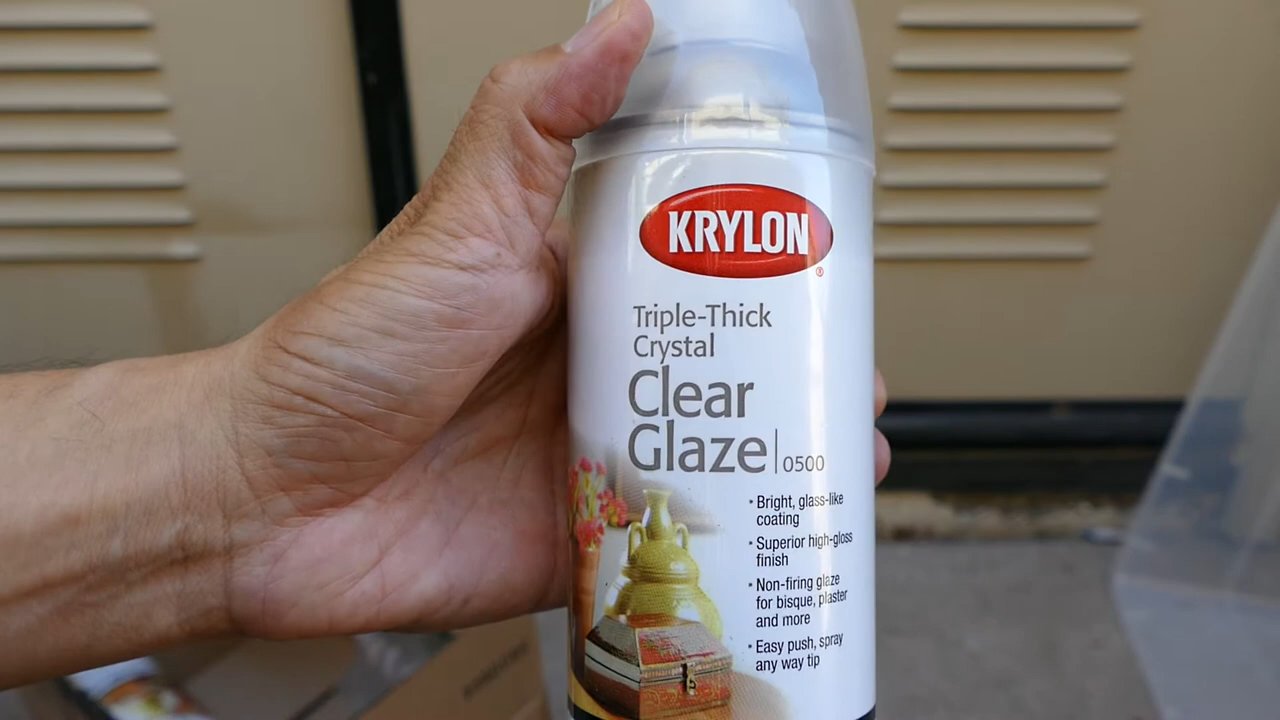 KRYLON
®
Triple-Thick
Crystal
Clear
Glaze | 0500
• Bright, glass-like
coating
• Superior high-gloss
finish
• Non-firing glaze
for bisque, plaster
and more
• Easy push, spray
any way tip